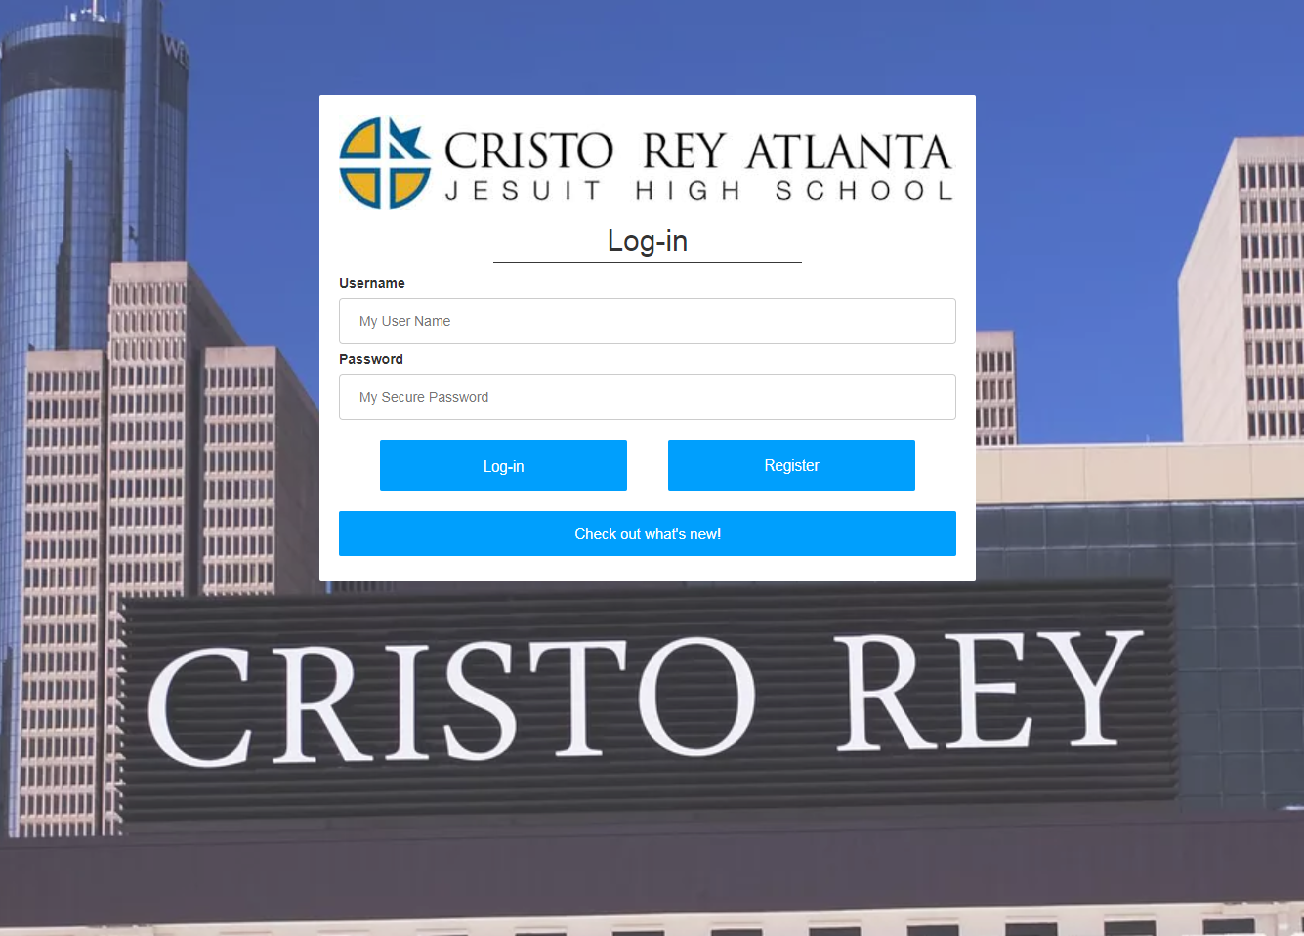 WES
CRISTO REY ATLANTA
JESUIT HIGH SCHOOL
Log-in
Username
My User Name
Password
My Secure Password
Log-in
Register
Check out what's new!
CRISTO REY